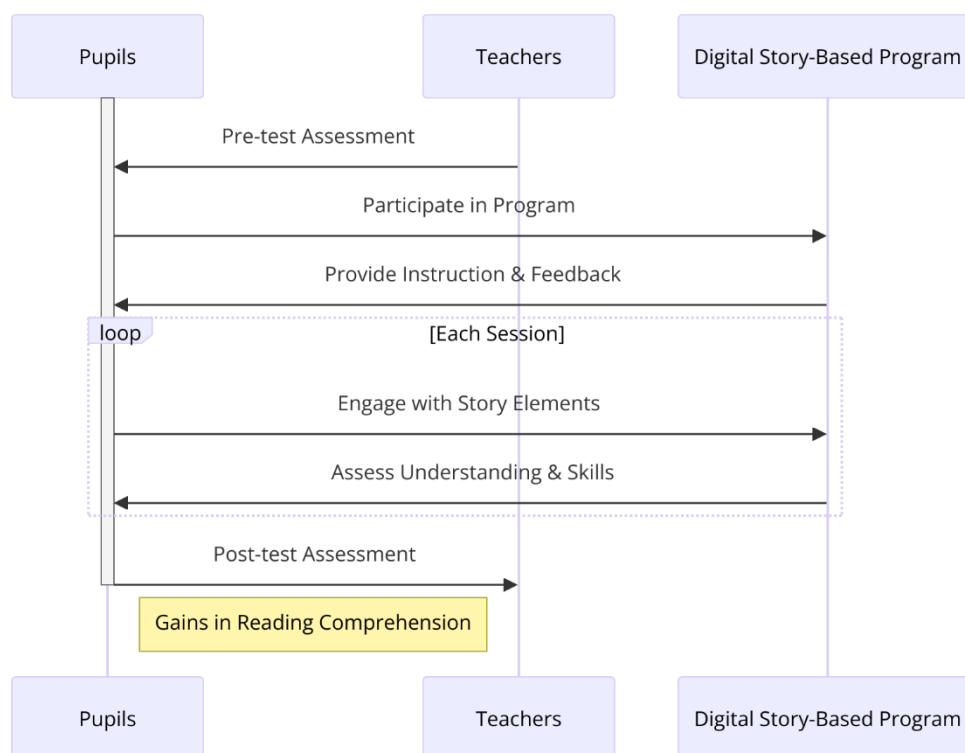 Pupils
Teachers
Digital Story-Based Program
Pre-test Assessment
Participate in Program
Provide Instruction & Feedback
loop
[Each Session]
Engage with Story Elements
Assess Understanding & Skills
Post-test Assessment
Gains in Reading Comprehension
Pupils
Teachers
Digital Story-Based Program